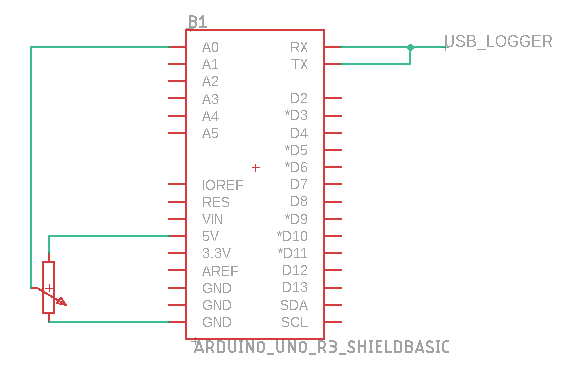 B1
A0 RX
A1 TX
A2
A3 D2
A4 *D3
A5 D4
*D5
*D6
IOREF D7
RES D8
VIN *D9
5V *D10
3.3V *D11
AREF D12
GND D13
GND SDA
GND SCL
ARDUINO_UNO_R3_SHIELDBASIC
USB_LOGGER